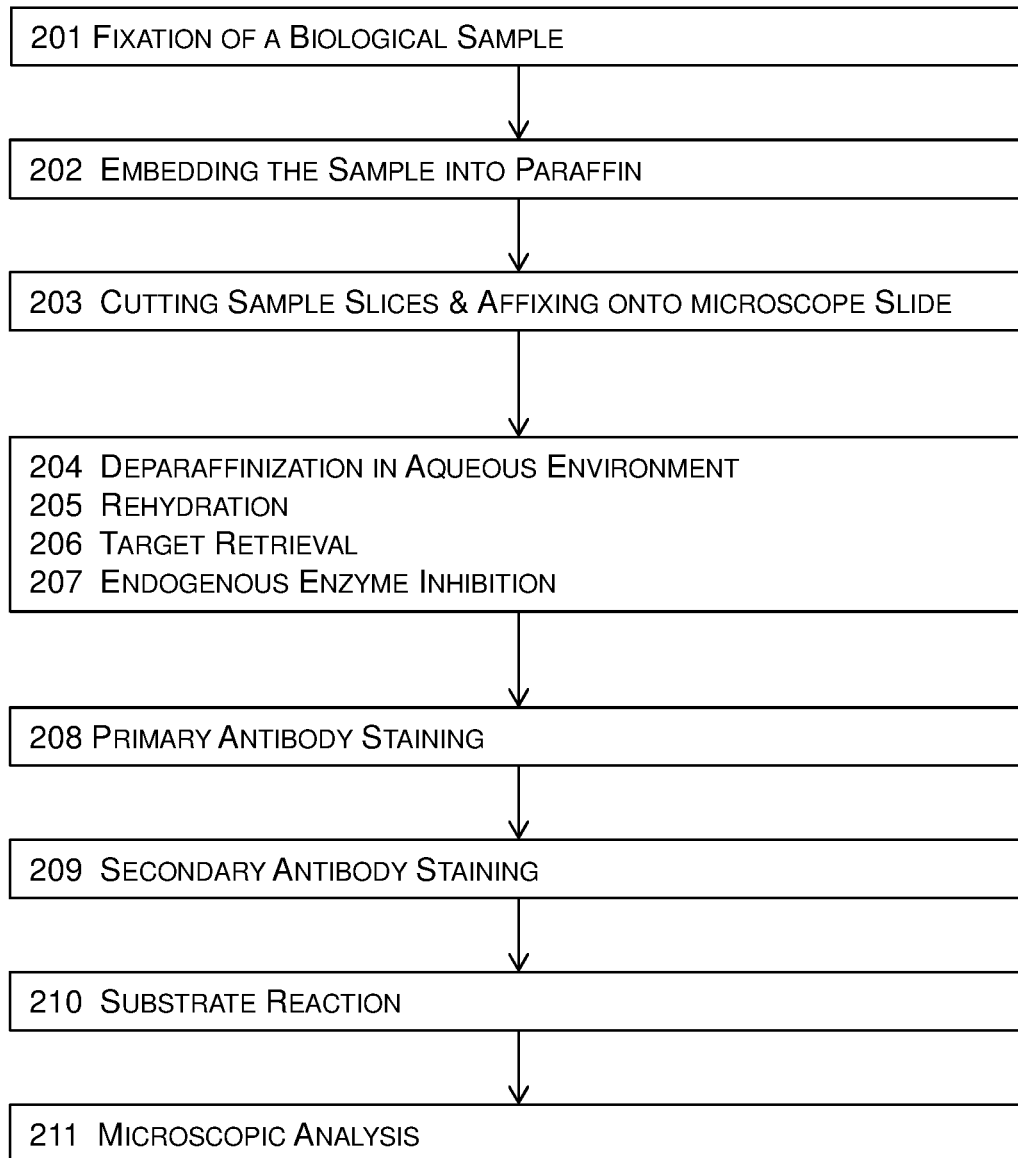 201 FIXATION OF A BIOLOGICAL SAMPLE
202 EMBEDDING THE SAMPLE INTO PARAFFIN
203 CUTTING SAMPLE SLICES & AFFIXING ONTO MICROSCOPE SLIDE
204 DEPARAFFINIZATION IN AQUEOUS ENVIRONMENT
205 REHYDRATION
206 TARGET RETRIEVAL
207 ENDOGENOUS ENZYME INHIBITION
208 PRIMARY ANTIBODY STAINING
209 SECONDARY ANTIBODY STAINING
210 SUBSTRATE REACTION
211 MICROSCOPIC ANALYSIS